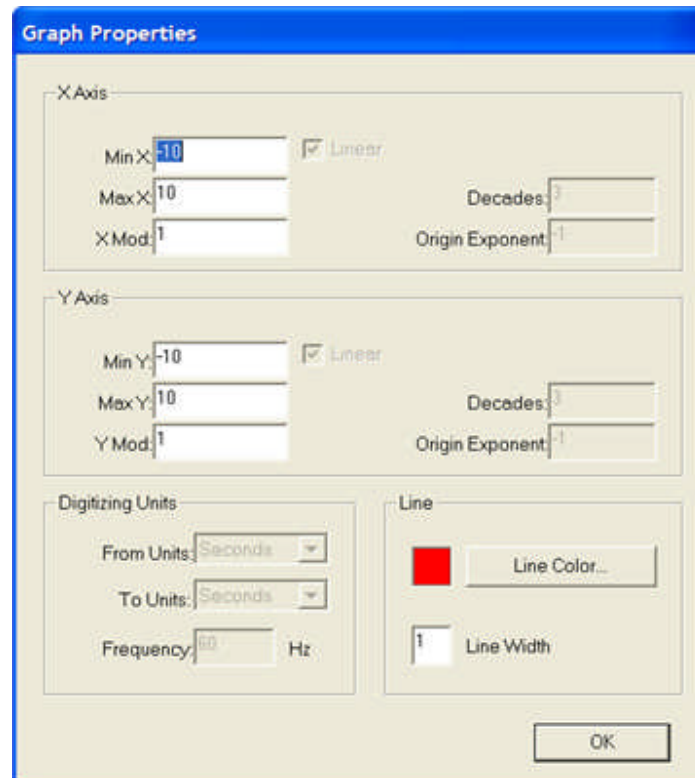 Graph Properties
X Axis
Min X: -10
Linear
Max X: 10
Decades: 3
X Mod: 1
Origin Exponent: -1
Y Axis
Min Y: -10
Linear
Max Y: 10
Decades: 3
Y Mod: 1
Origin Exponent: -1
Digitizing Units
From Units: Seconds
To Units: Seconds
Frequency: 60 Hz
Line
Line Color...
1 Line Width
OK